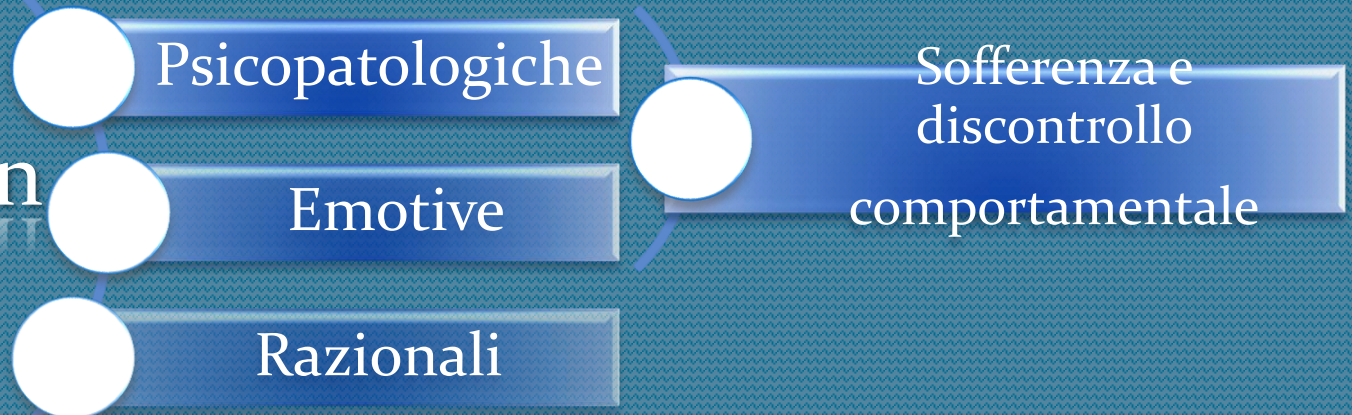 Psicopatologiche
Emotive
Razionali
Sofferenza e
discontrollo
comportamentale
n